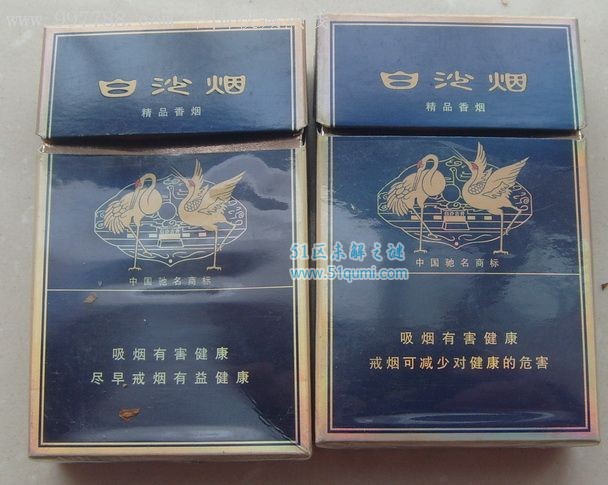 www.997788.com
白沙烟
精品香烟
中国驰名商标
吸烟有害健康
尽早戒烟有益健康
白沙烟
精品香烟
中国驰名商标
吸烟有害健康
戒烟可减少对健康的危害
51区未解之谜
www.51qumi.com